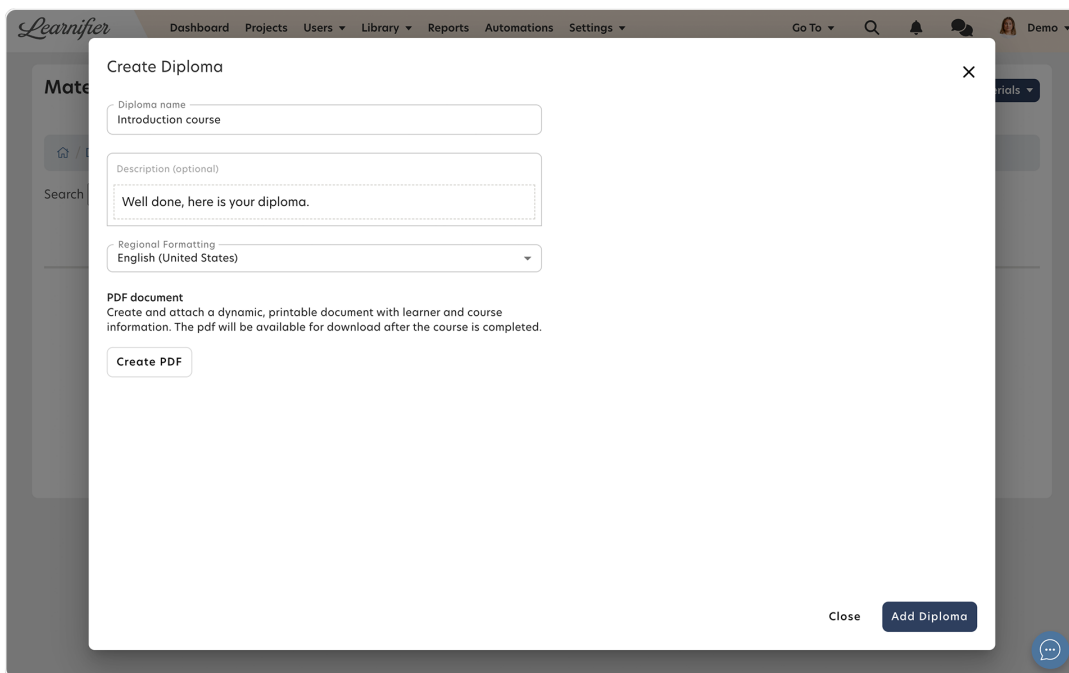 Learnifier
Dashboard Projects Users Library Reports Automations Settings Go To Demo
Create Diploma
Mate
rials
Diploma name
Introduction course
Description (optional)
Search
Well done, here is your diploma.
Regional Formatting
English (United States)
PDF document
Create and attach a dynamic, printable document with learner and course
information. The pdf will be available for download after the course is completed.
Create PDF
Close Add Diploma